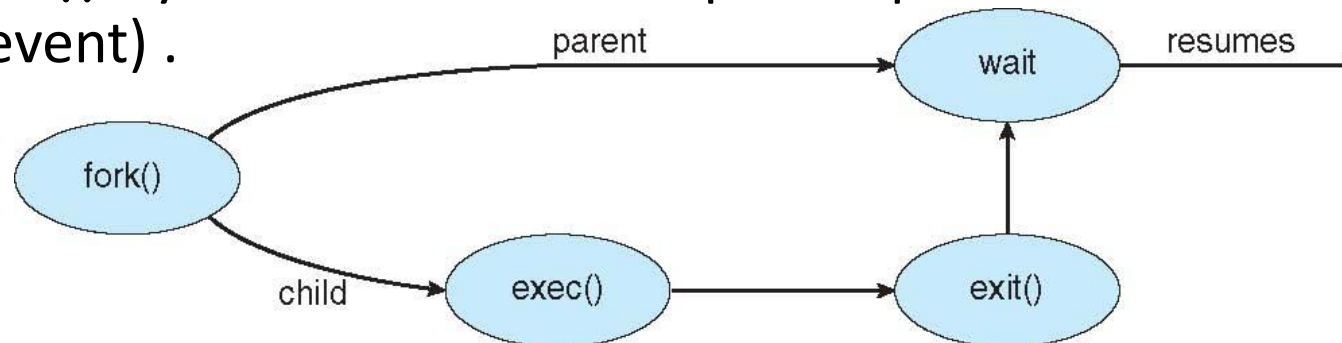 event) .
parent
wait
resumes
fork()
child
exec()
exit()